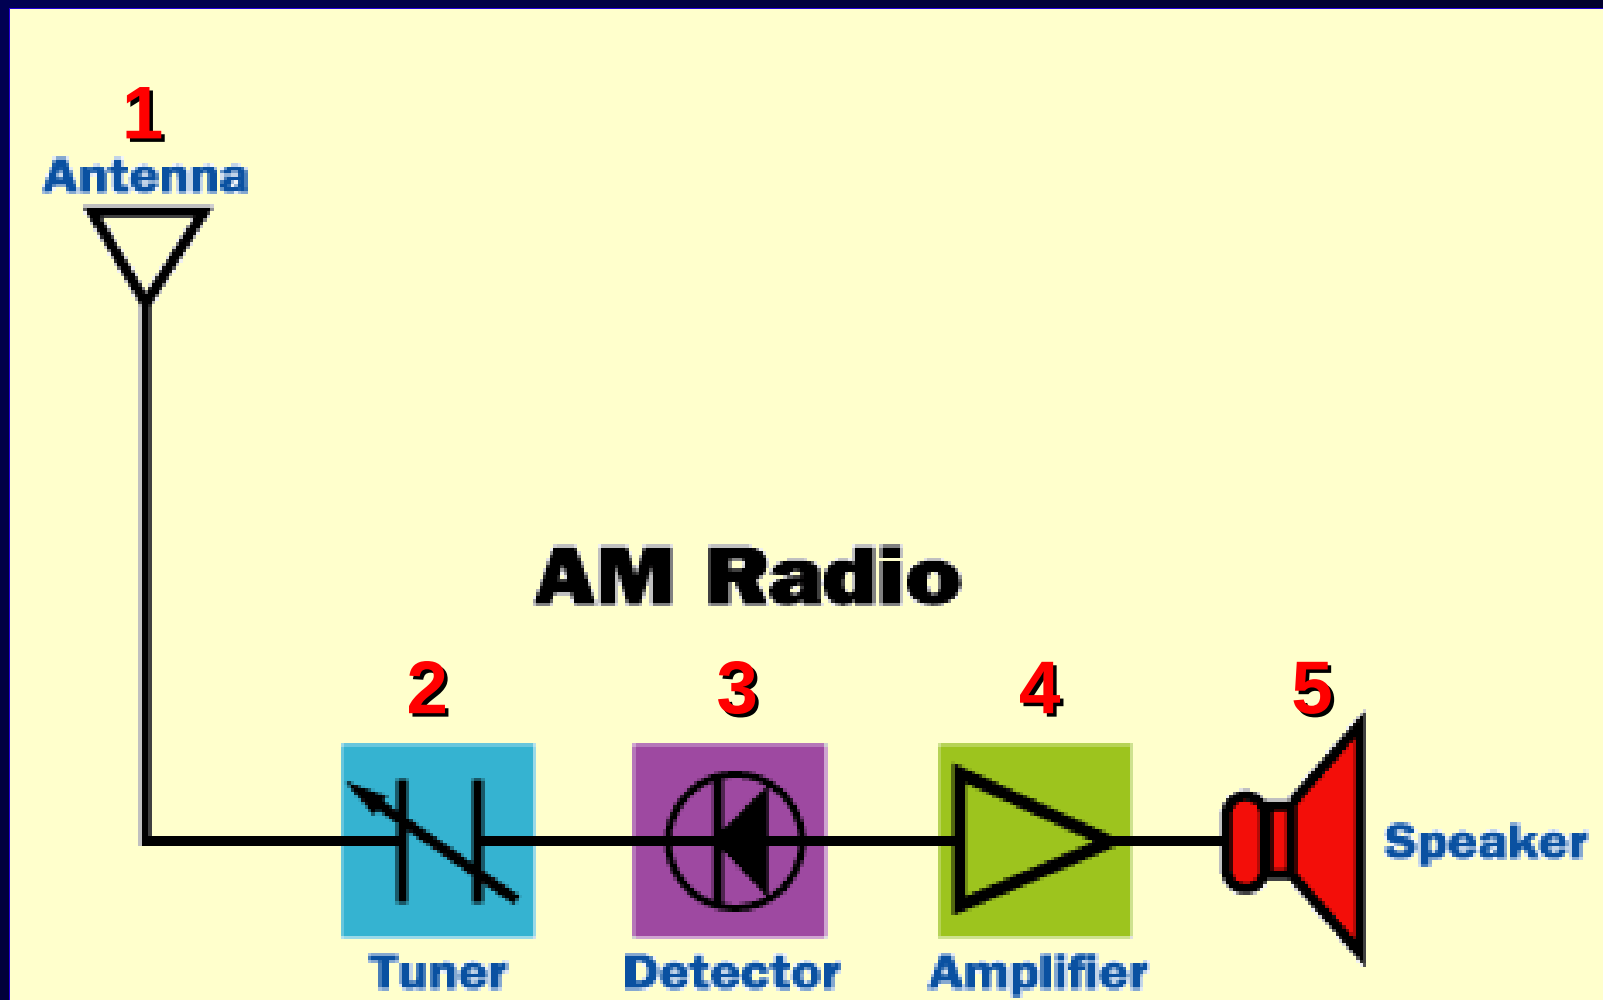 1
Antenna
AM Radio
2 3 4 5
Speaker
Tuner Detector Amplifier